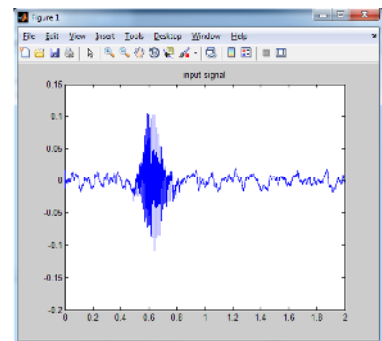 Figure 1
File Edit View Insert Tools Desktop Window Help
input signal
0.15
0.1
0.05
0
-0.05
-0.1
-0.15
-0.2
0 0.2 0.4 0.6 0.8 1 1.2 1.4 1.6 1.8 2